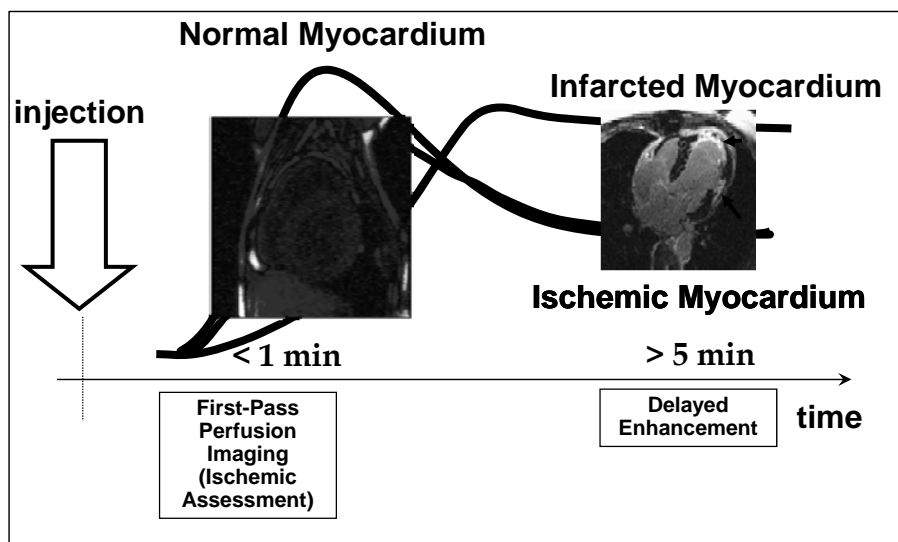 Normal Myocardium
injection
Infarcted Myocardium
Ischemic Myocardium
< 1 min
> 5 min
time
First-Pass
Perfusion
Imaging
(Ischemic
Assessment)
Delayed
Enhancement